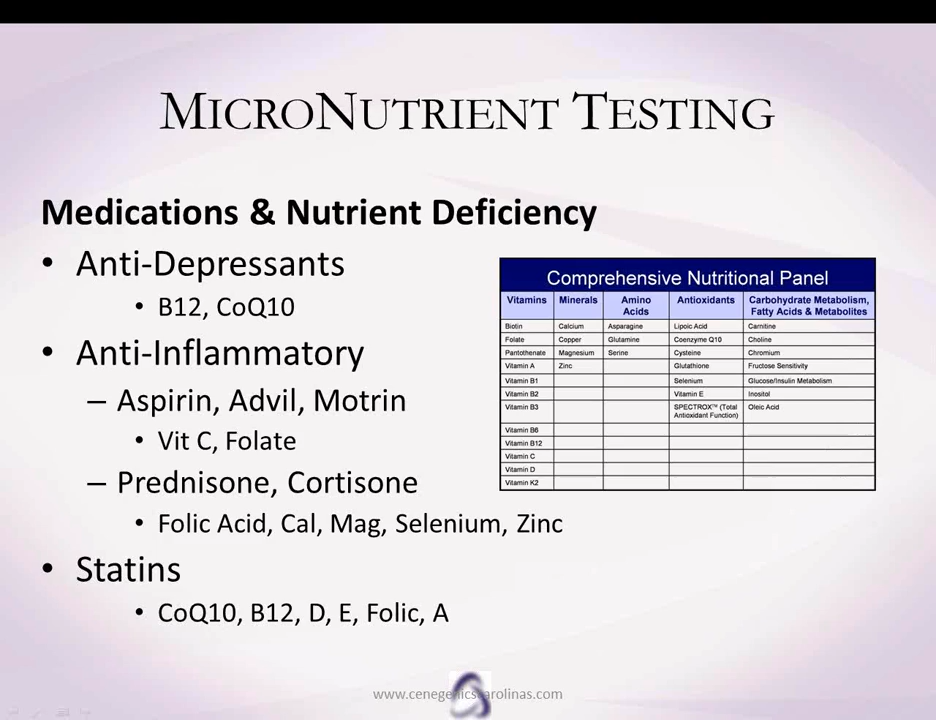 MICRONUTRIENT TESTING
Medications & Nutrient Deficiency
• Anti-Depressants
• B12, CoQ10
• Anti-Inflammatory
– Aspirin, Advil, Motrin
• Vit C, Folate
– Prednisone, Cortisone
• Folic Acid, Cal, Mag, Selenium, Zinc
• Statins
• CoQ10, B12, D, E, Folic, A
Comprehensive Nutritional Panel
Vitamins Minerals Amino Acids Antioxidants Carbohydrate Metabolism, Fatty Acids & Metabolites
Biotin Calcium Asparagine Lipoic Acid Carnitine
Folate Copper Glutamine Coenzyme Q10 Choline
Pantothenate Magnesium Serine Cysteine Chromium
Vitamin A Zinc Glutathione Fructose Sensitivity
Vitamin B1 Selenium Glucose/Insulin Metabolism
Vitamin B2 Vitamin E Inositol
Vitamin B3 SPECTROX™ (Total Antioxidant Function) Oleic Acid
Vitamin B6
Vitamin B12
Vitamin C
Vitamin D
Vitamin K2
www.cenegenicscarolinas.com